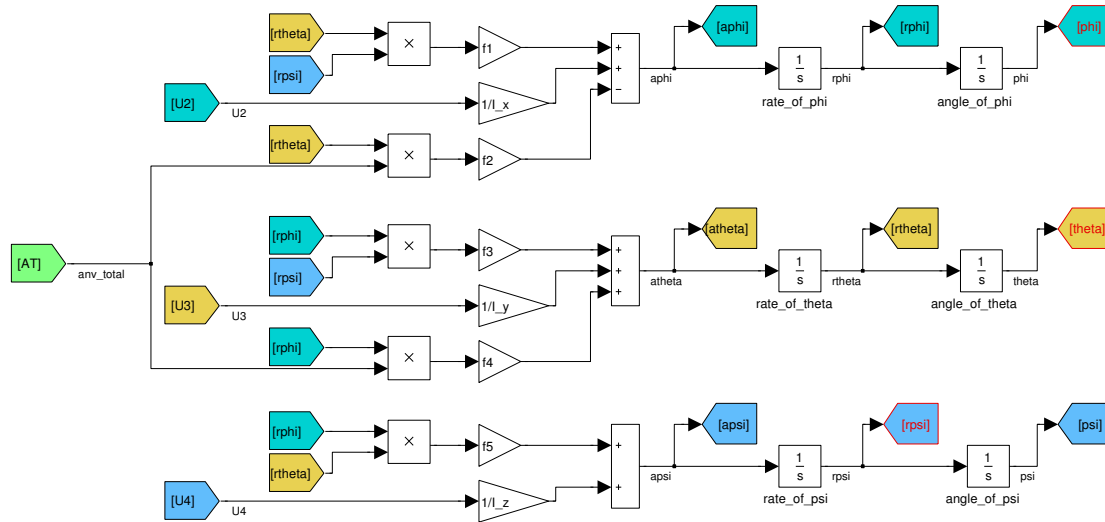 [rtheta]
[rpsi]
×
f1
[U2]
U2
1/I_x
[rtheta]
×
f2
+
+
−
aphi
[aphi]
1
s
rate_of_phi
rphi
[rphi]
1
s
angle_of_phi
phi
[phi]
[AT]
anv_total
[rphi]
[rpsi]
×
f3
[U3]
U3
1/I_y
[rphi]
×
f4
+
+
+
atheta
[atheta]
1
s
rate_of_theta
rtheta
[rtheta]
1
s
angle_of_theta
theta
[theta]
[rphi]
[rtheta]
×
f5
[U4]
U4
1/I_z
+
+
apsi
[apsi]
1
s
rate_of_psi
rpsi
[rpsi]
1
s
angle_of_psi
psi
[psi]